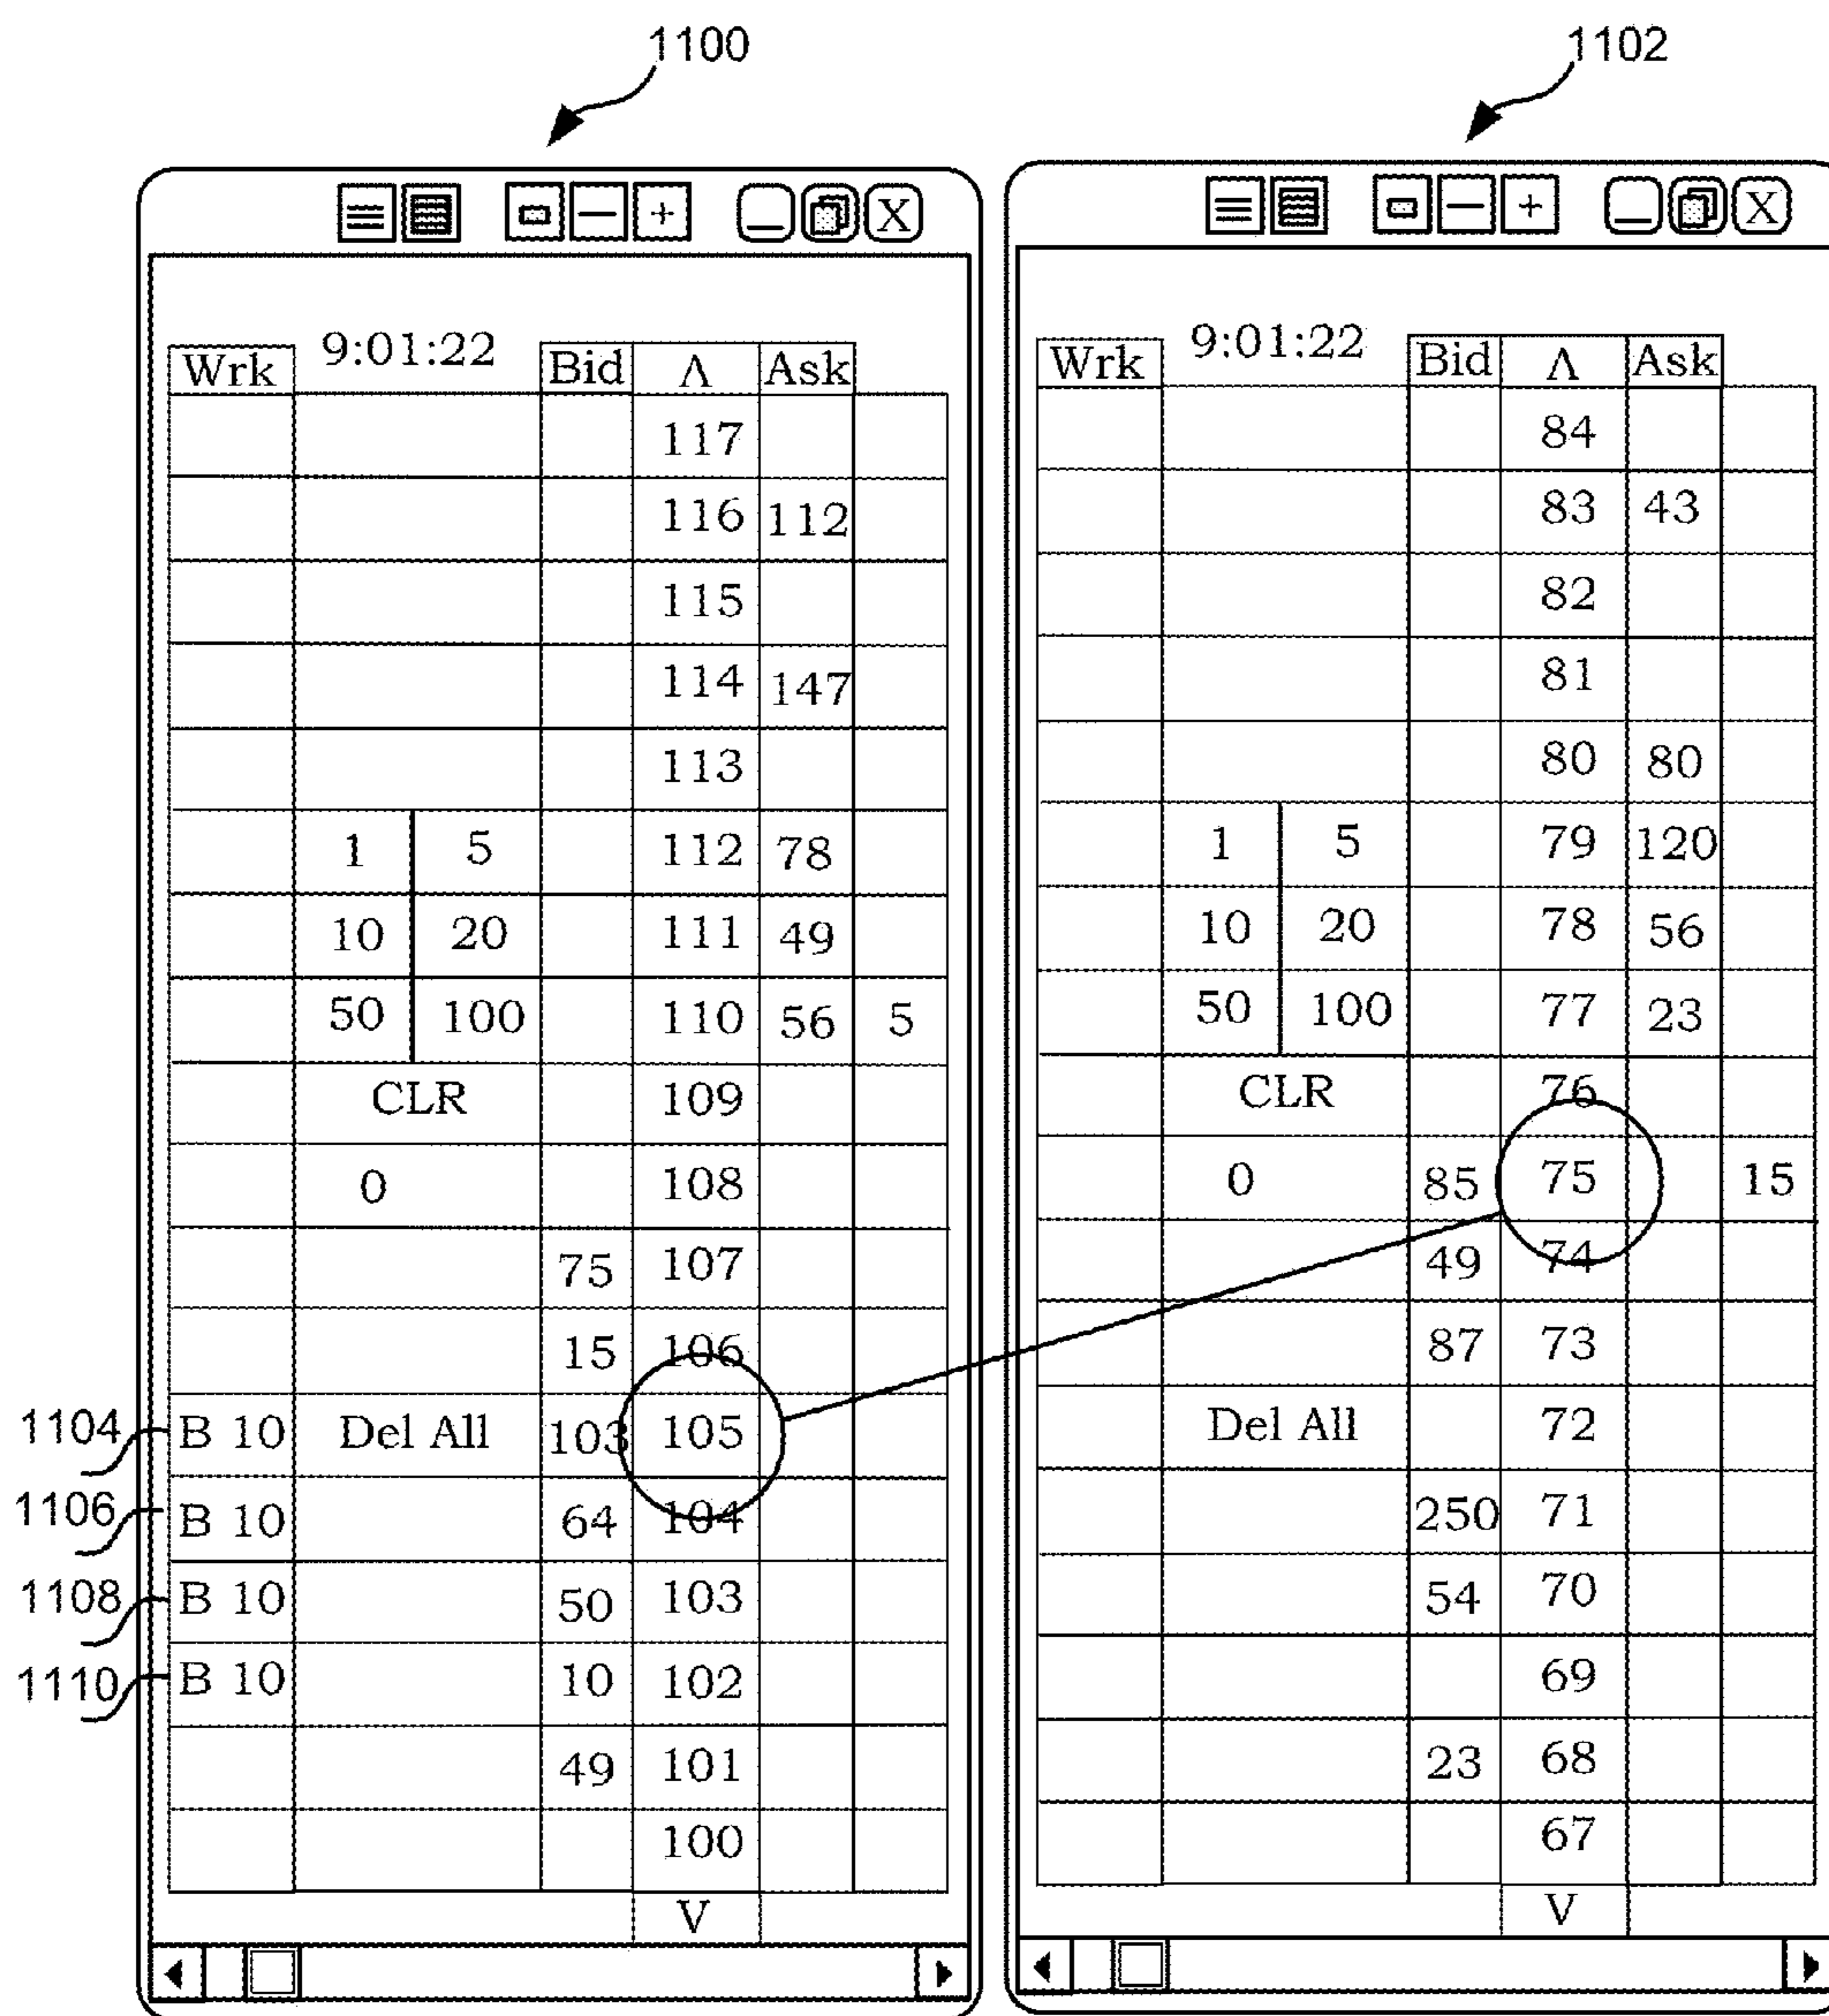 1100 1102
X X
Wrk 9:01:22 Bid Λ Ask
117
116 112
115
114 147
113
1 5 112 78
10 20 111 49
50 100 110 56 5
CLR 109
0 108
75 107
15 106
1104 B 10 Del All 103 105
1106 B 10 64 104
1108 B 10 50 103
1110 B 10 10 102
49 101
100
V
Wrk 9:01:22 Bid Λ Ask
84
83 43
82
81
80 80
1 5 79 120
10 20 78 56
50 100 77 23
CLR 76
0 85 75 15
49 74
87 73
Del All 72
250 71
54 70
69
23 68
67
V